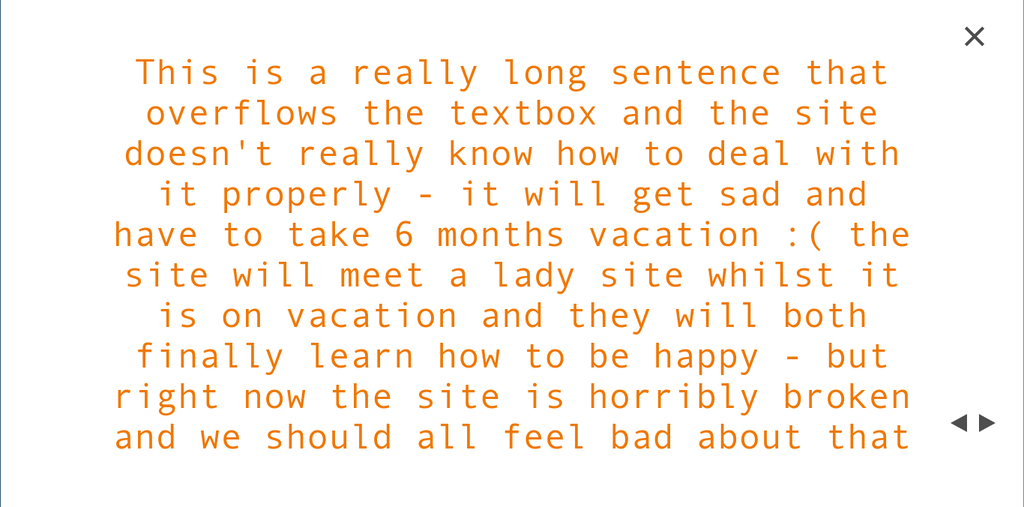 This is a really long sentence that
overflows the textbox and the site
doesn't really know how to deal with
it properly - it will get sad and
have to take 6 months vacation :( the
site will meet a lady site whilst it
is on vacation and they will both
finally learn how to be happy - but
right now the site is horribly broken
and we should all feel bad about that